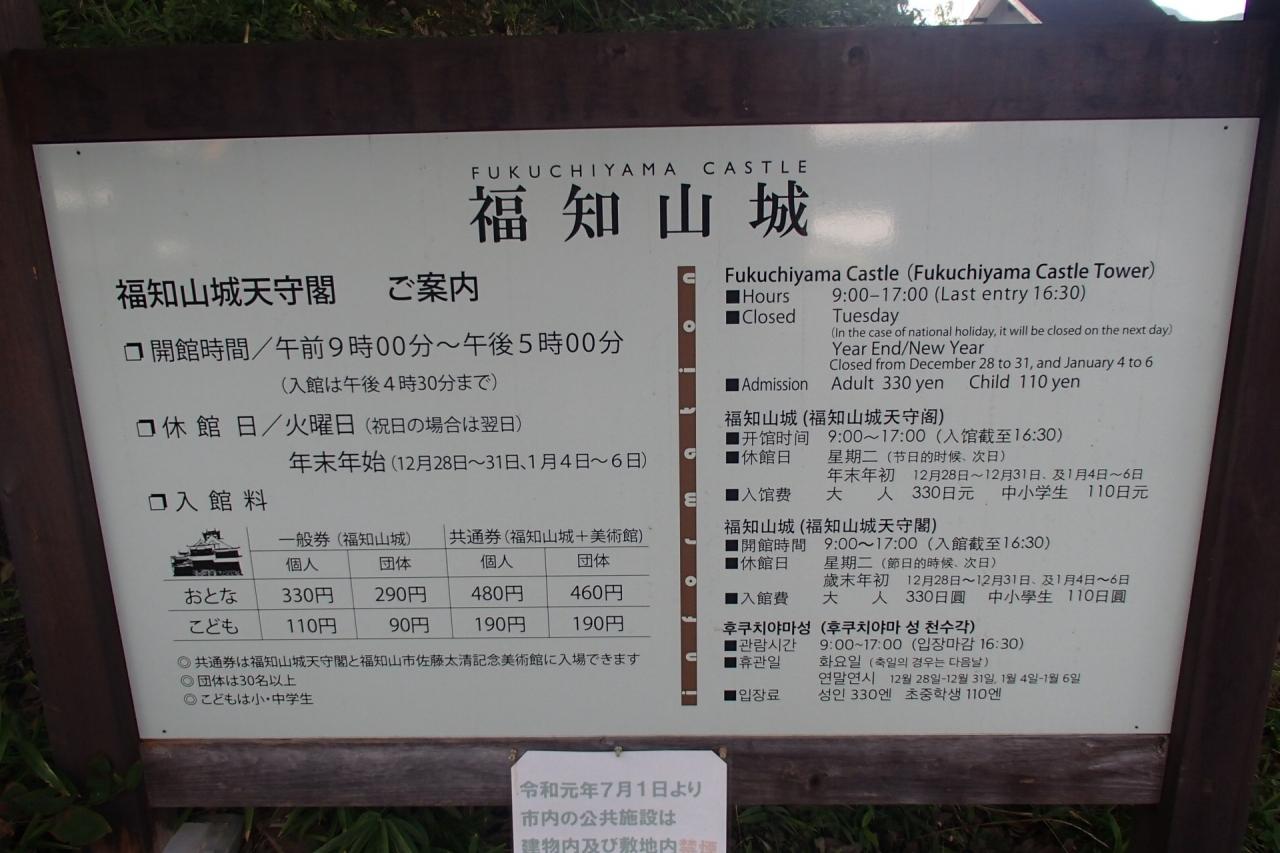 FUKUCHIYAMA CASTLE
福知山城
福知山城天守閣 ご案内
❒ 開館時間／午前９時00分～午後５時00分
（入館は午後４時30分まで）
❒ 休 館 日／火曜日（祝日の場合は翌日）
年末年始（12月28日～31日、１月４日～６日）
❒ 入 館 料
一般券（福知山城） 共通券（福知山城＋美術館）
個人 団体 個人 団体
おとな 330円 290円 480円 460円
こども 110円 90円 190円 190円
◎ 共通券は福知山城天守閣と福知山市佐藤太清記念美術館に入場できます
◎ 団体は30名以上
◎ こどもは小・中学生
information
Fukuchiyama Castle（Fukuchiyama Castle Tower）
■Hours 9:00–17:00 (Last entry 16:30)
■Closed Tuesday
(In the case of national holiday, it will be closed on the next day)
Year End/New Year
Closed from December 28 to 31, and January 4 to 6
■Admission Adult 330 yen Child 110 yen
福知山城 (福知山城天守阁)
■开馆时间 9:00～17:00（入馆截至16:30）
■休館日 星期二（节日的时候、次日）
年末年初 12月28日～12月31日、及1月4日～6日
■入馆费 大 人 330日元 中小学生 110日元
福知山城 (福知山城天守閣)
■開館時間 9:00～17:00（入館截至16:30）
■休館日 星期二（節日的時候、次日）
歲末年初 12月28日～12月31日、及1月4日～6日
■入館費 大 人 330日圓 中小学生 110日圓
후쿠치야마성 (후쿠치야마 성 천수각)
■관람시간 9:00~17:00 (입장마감 16:30)
■휴관일 화요일 (축일의 경우는 다음날)
연말연시 12월 28일-12월 31일, 1월 4일-1월 6일
■입장료 성인 330엔 초중학생 110엔
令和元年７月１日より
市内の公共施設は
建物内及び敷地内禁煙